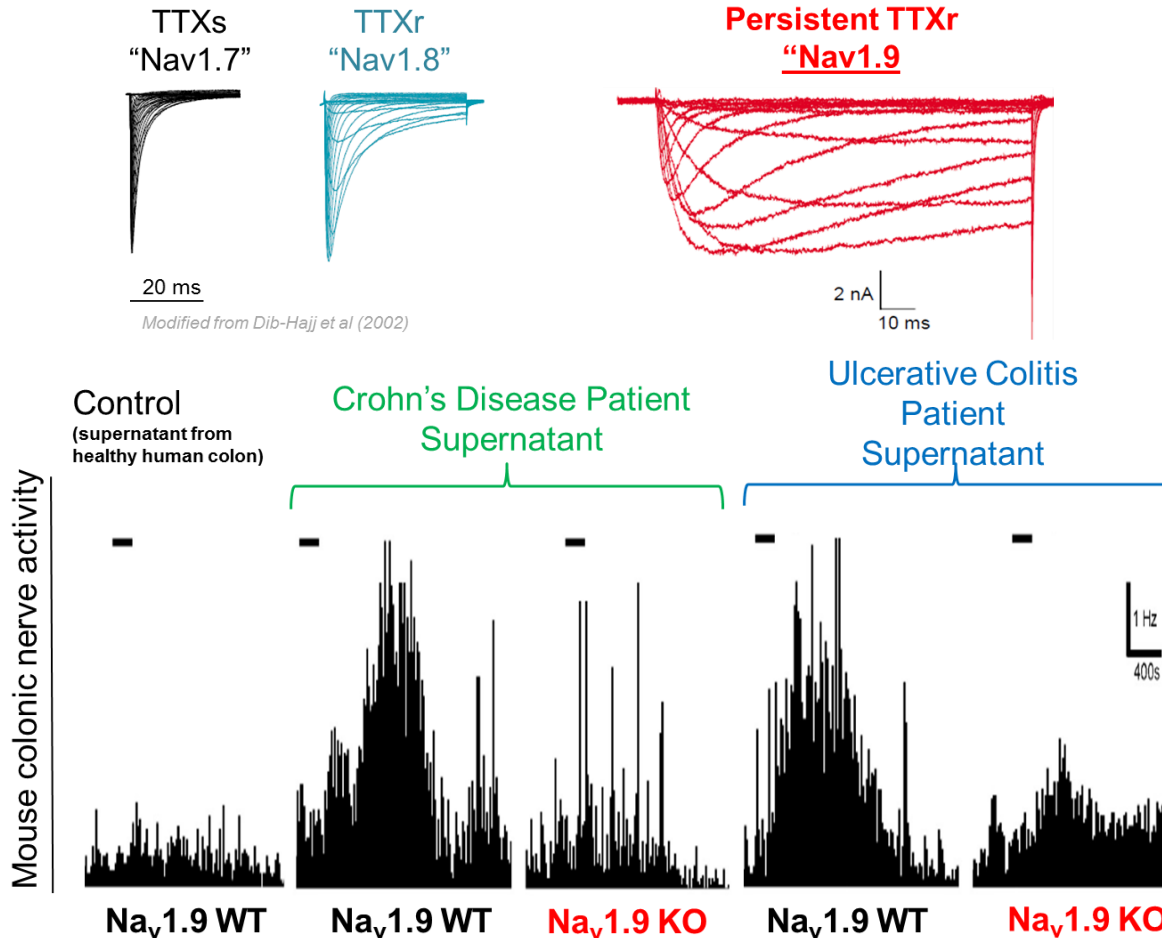 TTXs
“Nav1.7”
TTXr
“Nav1.8”
Persistent TTXr
“Nav1.9
20 ms
Modified from Dib-Hajj et al (2002)
2 nA
10 ms
Control
(supernatant from
healthy human colon)
Crohn’s Disease Patient
Supernatant
Ulcerative Colitis
Patient
Supernatant
Mouse colonic nerve activity
1 Hz
400s
Nav1.9 WT
Nav1.9 WT
Nav1.9 KO
Nav1.9 WT
Nav1.9 KO